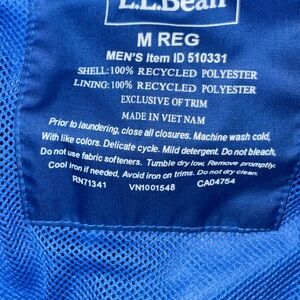 L.L.Bean
M REG
MEN'S Item ID 510331
SHELL:100% RECYCLED POLYESTER
LINING:100% RECYCLED POLYESTER
EXCLUSIVE OF TRIM
MADE IN VIETNAM
Prior to laundering, close all closures. Machine wash cold,
With like colors. Delicate cycle. Mild detergent. Do not bleach,
Do not use fabric softeners. Tumble dry low, Remove promptly.
Cool iron if needed, Avoid iron on trims. Do not dry clean.
RN71341 VN1001548 CA04754